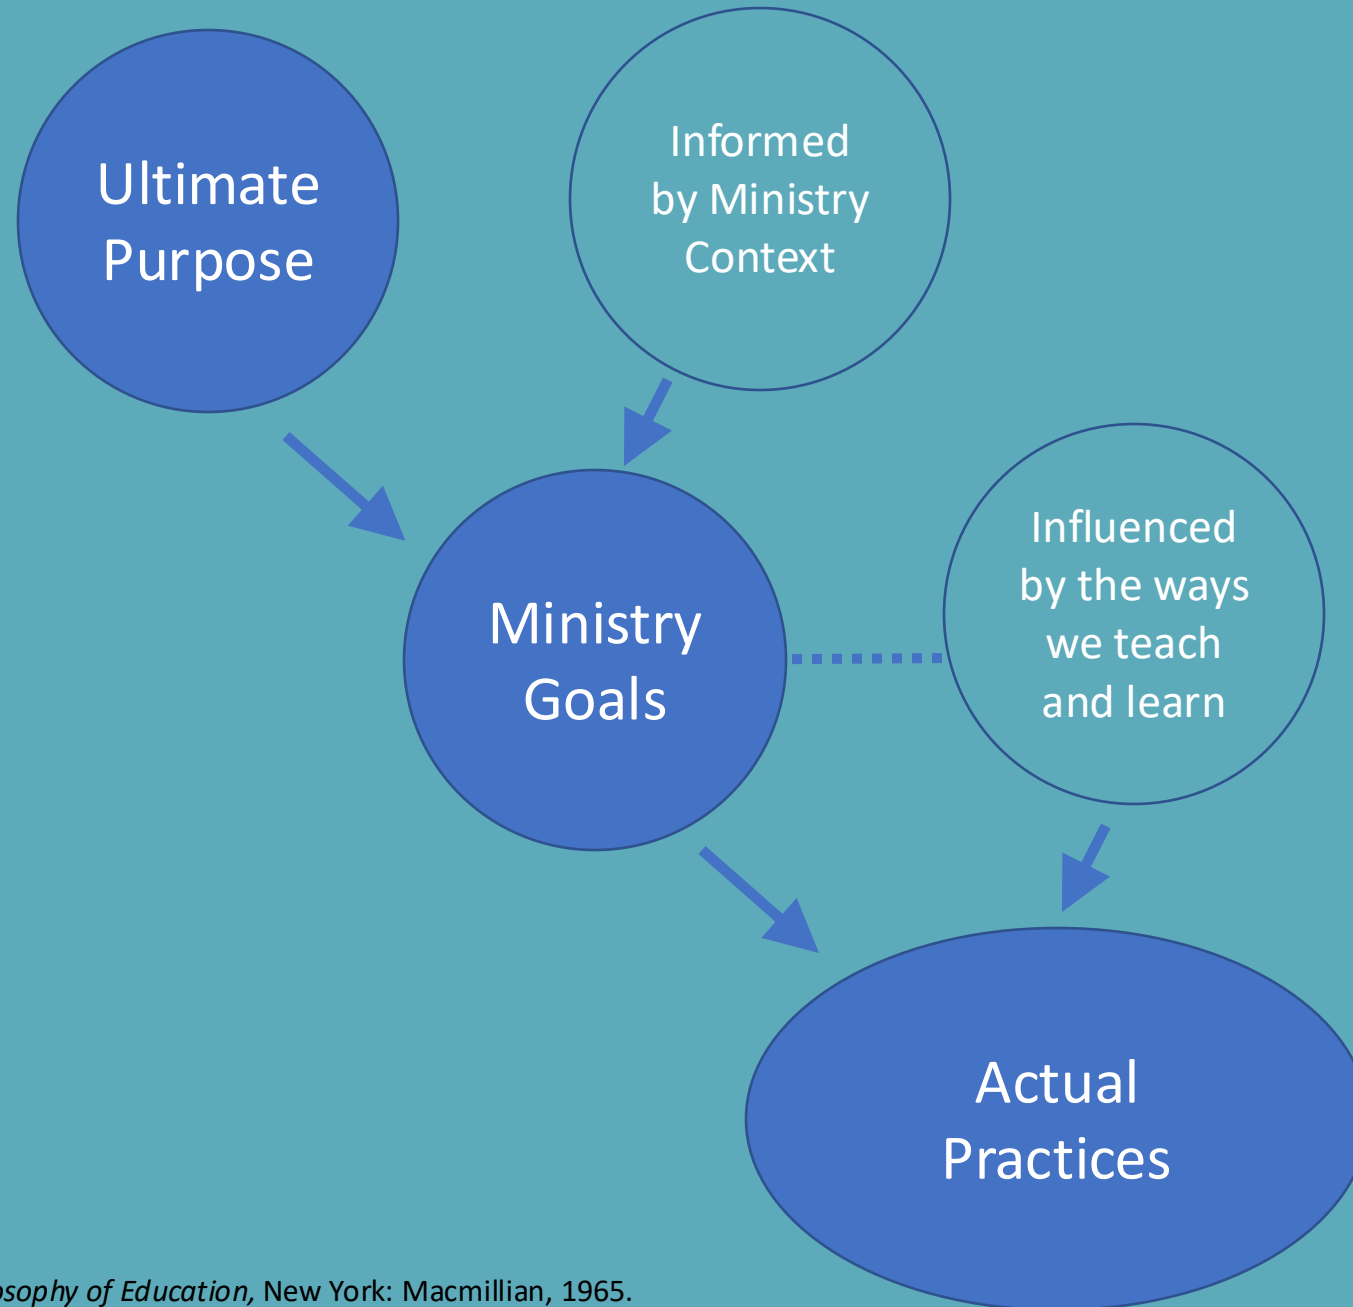 Ultimate
Purpose
Informed
by Ministry
Context
Ministry
Goals
Influenced
by the ways
we teach
and learn
Actual
Practices
osophy of Education, New York: Macmillian, 1965.